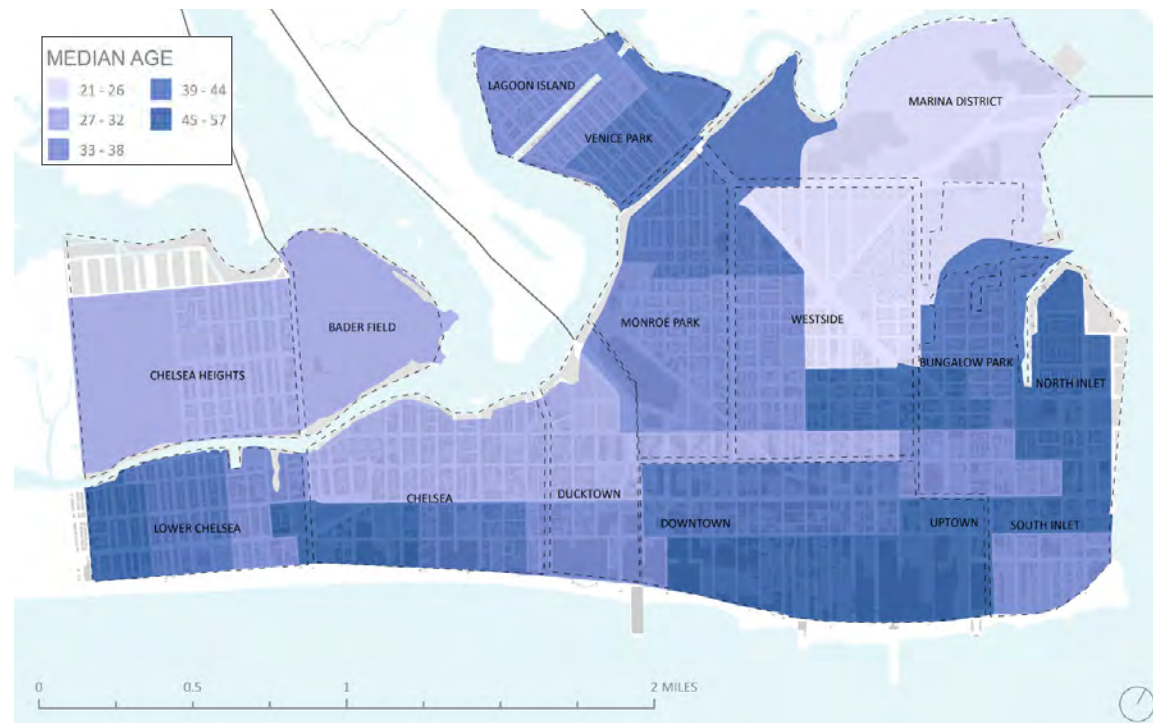 MEDIAN AGE
21 - 26
39 - 44
27 - 32
45 - 57
33 - 38
LAGOON ISLAND
MARINA DISTRICT
VENICE PARK
MONROE PARK
WESTSIDE
BADER FIELD
CHELSEA HEIGHTS
BUNGALOW PARK
NORTH INLET
CHELSEA
DUCKTOWN
LOWER CHELSEA
DOWNTOWN
UPTOWN
SOUTH INLET
0
0.5
1
2 MILES